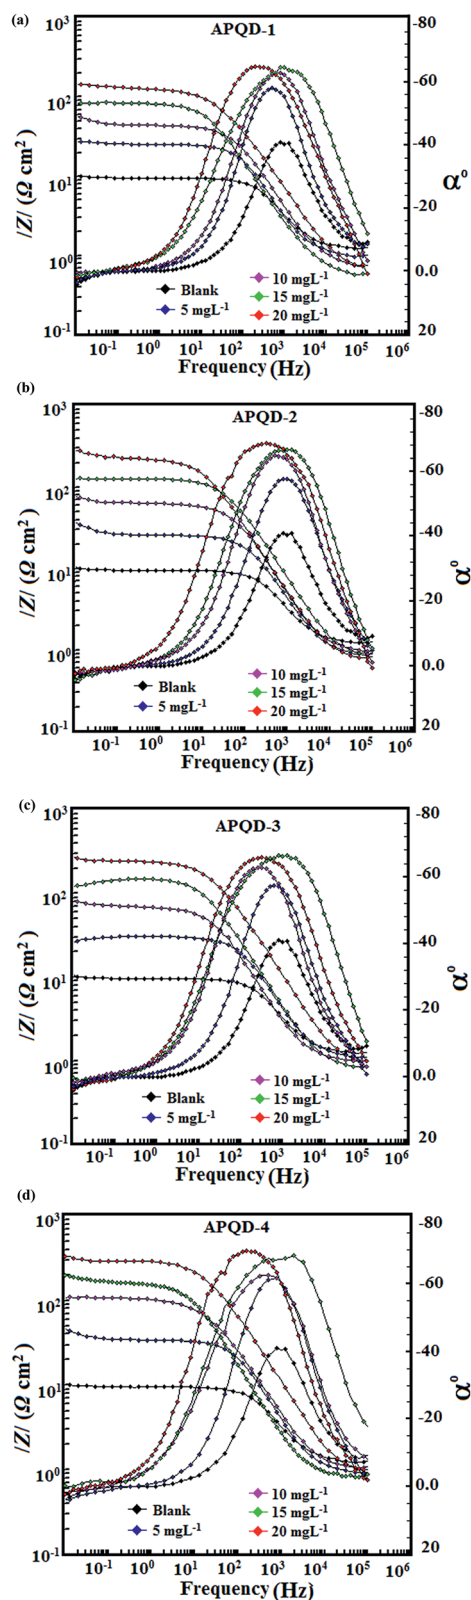 (a)
APQD-1
10³
10²
10¹
10⁰
10⁻¹
/Z/ (Ω cm²)
-80
-60
-40
-20
0.0
20
α⁰
Blank
5 mgL⁻¹
10 mgL⁻¹
15 mgL⁻¹
20 mgL⁻¹
10⁻¹ 10⁰ 10¹ 10² 10³ 10⁴ 10⁵ 10⁶
Frequency (Hz)
(b)
APQD-2
10³
10²
10¹
10⁰
10⁻¹
/Z/ (Ω cm²)
-80
-60
-40
-20
0.0
20
α⁰
Blank
5 mgL⁻¹
10 mgL⁻¹
15 mgL⁻¹
20 mgL⁻¹
10⁻¹ 10⁰ 10¹ 10² 10³ 10⁴ 10⁵ 10⁶
Frequency (Hz)
(c)
APQD-3
10³
10²
10¹
10⁰
10⁻¹
/Z/ (Ω cm²)
-80
-60
-40
-20
0.0
20
α⁰
Blank
5 mgL⁻¹
10 mgL⁻¹
15 mgL⁻¹
20 mgL⁻¹
10⁻¹ 10⁰ 10¹ 10² 10³ 10⁴ 10⁵ 10⁶
Frequency (Hz)
(d)
APQD-4
10³
10²
10¹
10⁰
10⁻¹
/Z/ (Ω cm²)
-80
-60
-40
-20
0.0
20
α⁰
Blank
5 mgL⁻¹
10 mgL⁻¹
15 mgL⁻¹
20 mgL⁻¹
10⁻¹ 10⁰ 10¹ 10² 10³ 10⁴ 10⁵ 10⁶
Frequency (Hz)